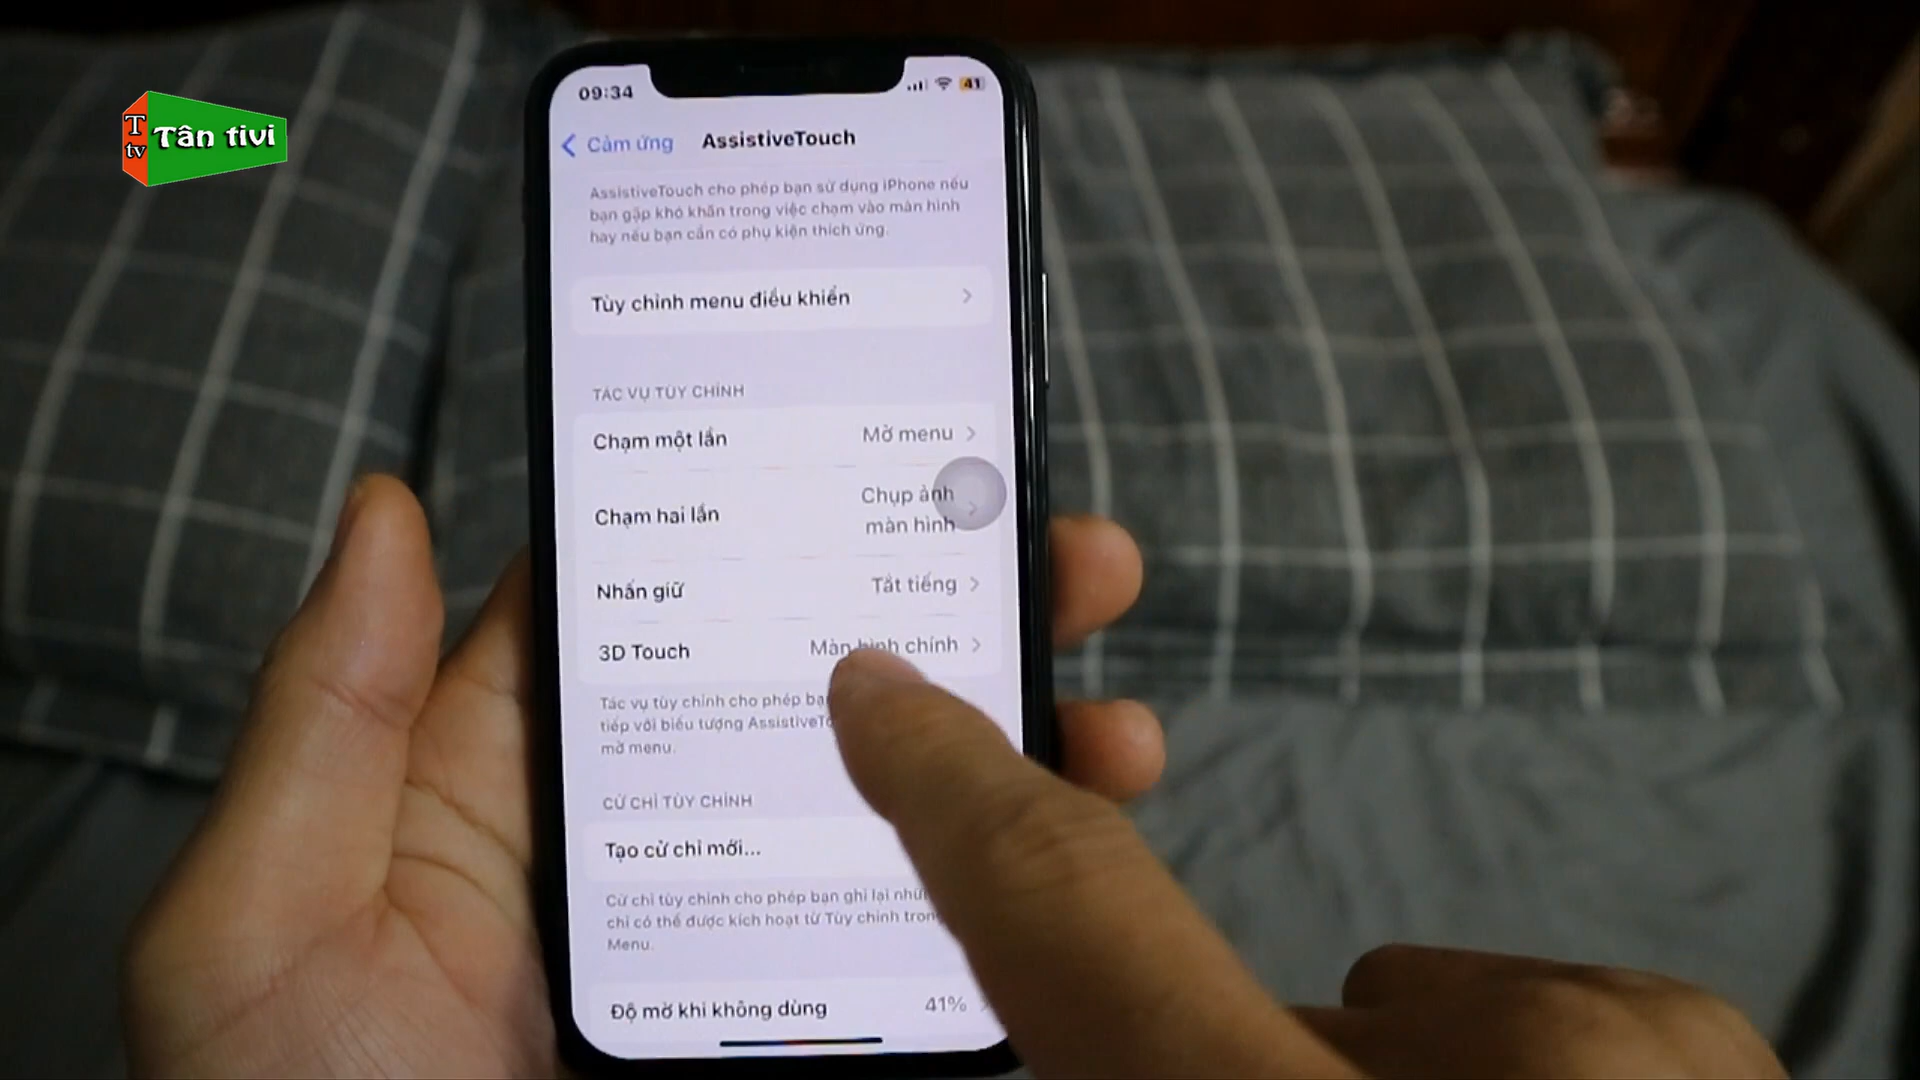 T
tv
Tân tivi
09:34
41
Cảm ứng
AssistiveTouch
AssistiveTouch cho phép bạn sử dụng iPhone nếu
bạn gặp khó khăn trong việc chạm vào màn hình
hay nếu bạn cần có phụ kiện thích ứng.
Tùy chỉnh menu điều khiển
TÁC VỤ TÙY CHỈNH
Chạm một lần
Mở menu
Chạm hai lần
Chụp ảnh
màn hình
Nhấn giữ
Tắt tiếng
3D Touch
Màn hình chính
Tác vụ tùy chỉnh cho phép
tiếp với biểu tượng
mở menu.
CỬ CHỈ TÙY CHỈNH
Tạo cử chỉ mới...
Cử chỉ tùy chỉnh cho phép bạn ghi lại
chỉ có thể được kích hoạt từ Tùy chỉnh
Menu.
Độ mờ khi không dùng
41%